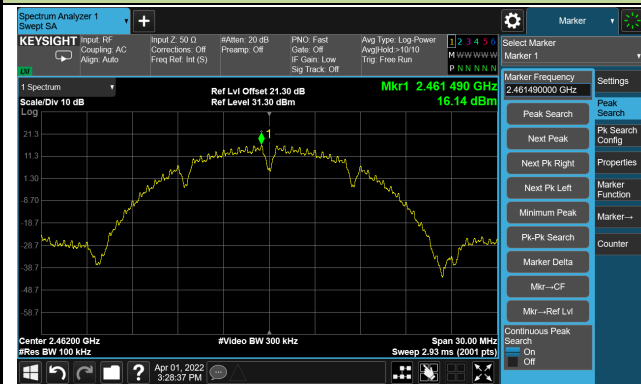 Spectrum Analyzer 1
Swept SA
Marker
KEYSIGHT
Input: RF
Coupling: AC
Align: Auto
Input Z: 50 Ω
Corrections: Off
Freq Ref: Int (S)
#Atten: 20 dB
Preamp: Off
PNO: Fast
Gate: Off
IF Gain: Low
Sig Track: Off
Avg Type: Log-Power
Avg|Hold:>10/10
Trig: Free Run
1 2 3 4 5 6
M W W W W W
P N N N N N
LXI
Select Marker
Marker 1
1 Spectrum
Scale/Div 10 dB
Ref Lvl Offset 21.30 dB
Ref Level 31.30 dBm
Mkr1 2.461 490 GHz
16.14 dBm
Log
21.3
11.3
1.30
-8.70
-18.7
-28.7
-38.7
-48.7
-58.7
1
Center 2.46200 GHz
#Res BW 100 kHz
#Video BW 300 kHz
Span 30.00 MHz
Sweep 2.93 ms (2001 pts)
Marker Frequency
2.461490000 GHz
Peak Search
Next Peak
Next Pk Right
Next Pk Left
Minimum Peak
Pk-Pk Search
Marker Delta
Mkr→CF
Mkr→Ref Lvl
Continuous Peak
Search
On
Off
Settings
Peak
Search
Pk Search
Config
Properties
Marker
Function
Marker→
Counter
?
Apr 01, 2022
3:28:37 PM